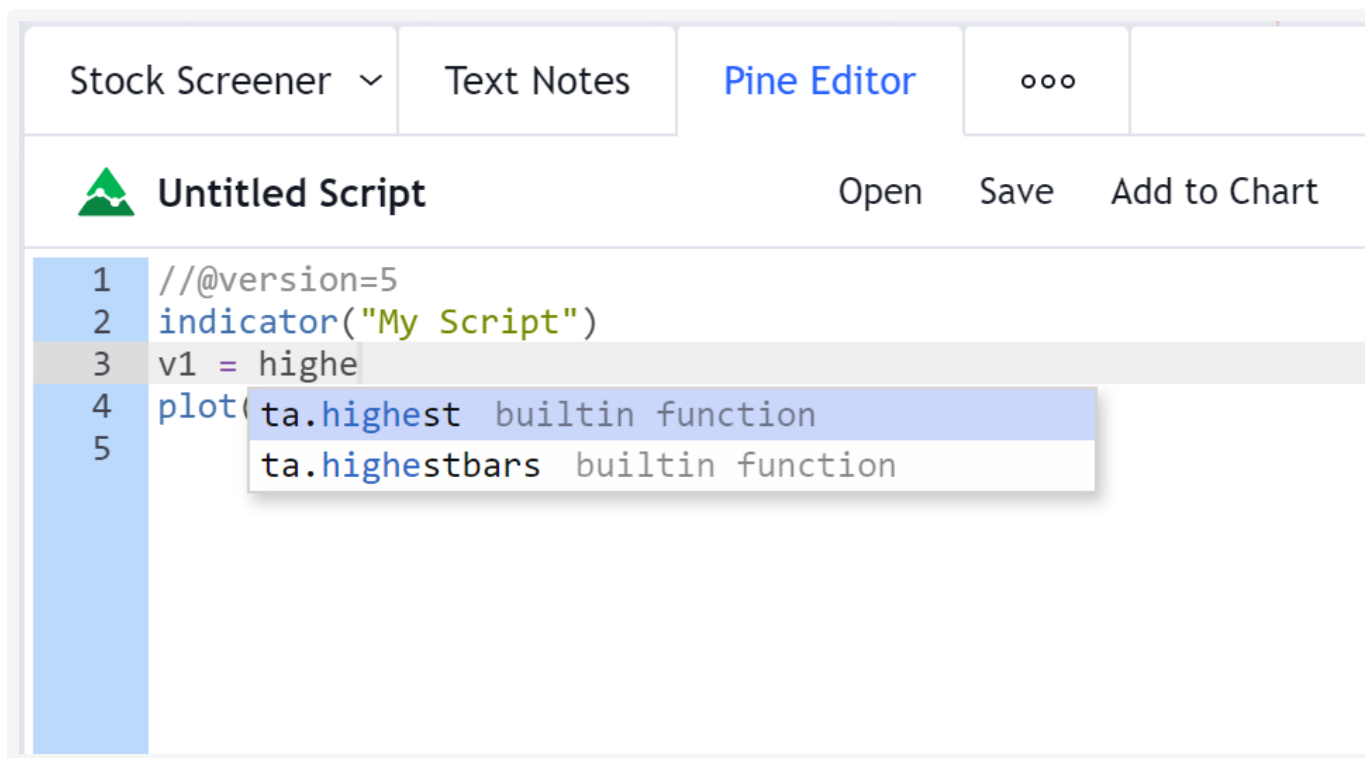 Stock Screener Text Notes Pine Editor
Untitled Script Open Save Add to Chart
1 //@version=5
2 indicator("My Script")
3 v1 = highe
4 plot(
ta.highest builtin function
5
ta.highestbars builtin function